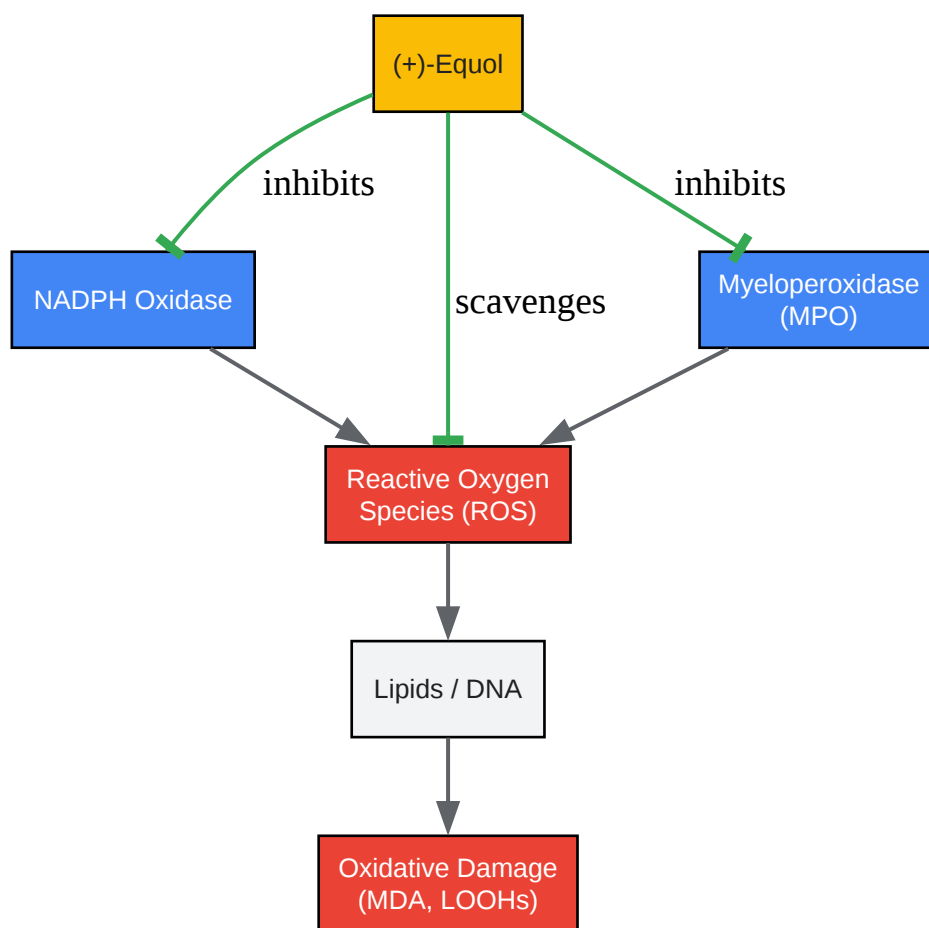 (+)-Equol
inhibits
inhibits
NADPH Oxidase
scavenges
Myeloperoxidase
(MPO)
Reactive Oxygen
Species (ROS)
Lipids / DNA
Oxidative Damage
(MDA, LOOHs)